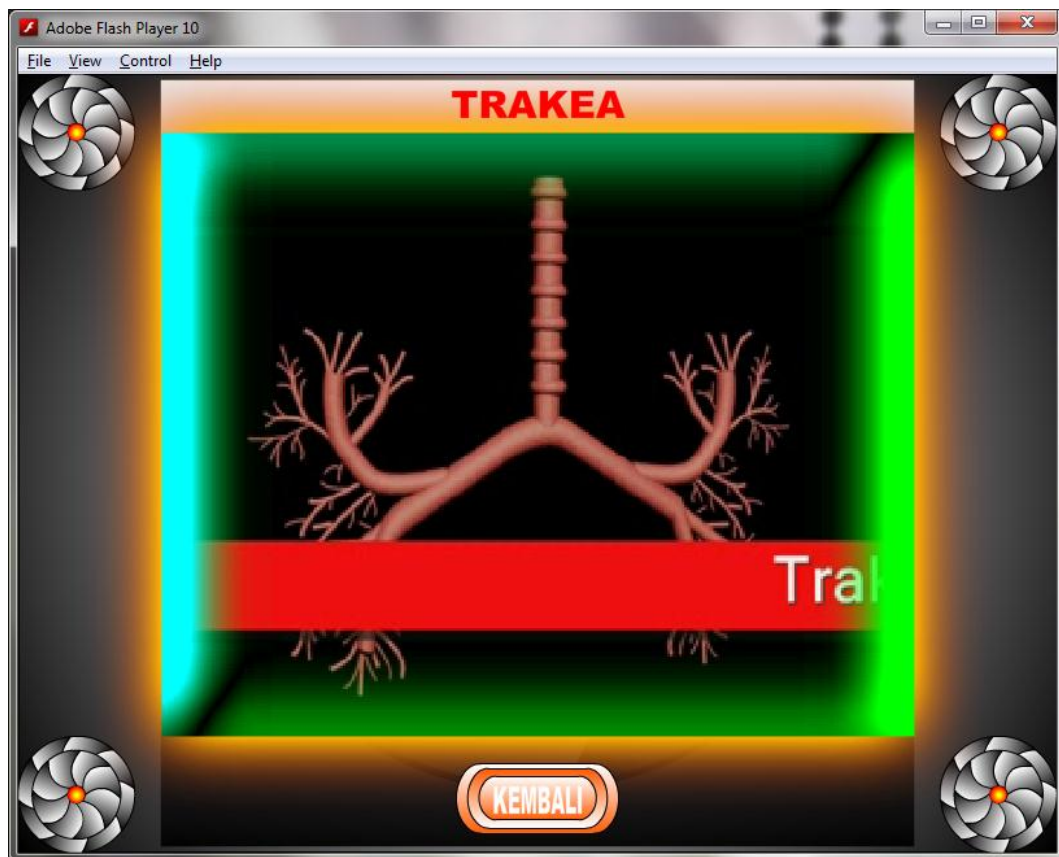 Adobe Flash Player 10
File View Control Help
TRAKEA
Trak
KEMBALI